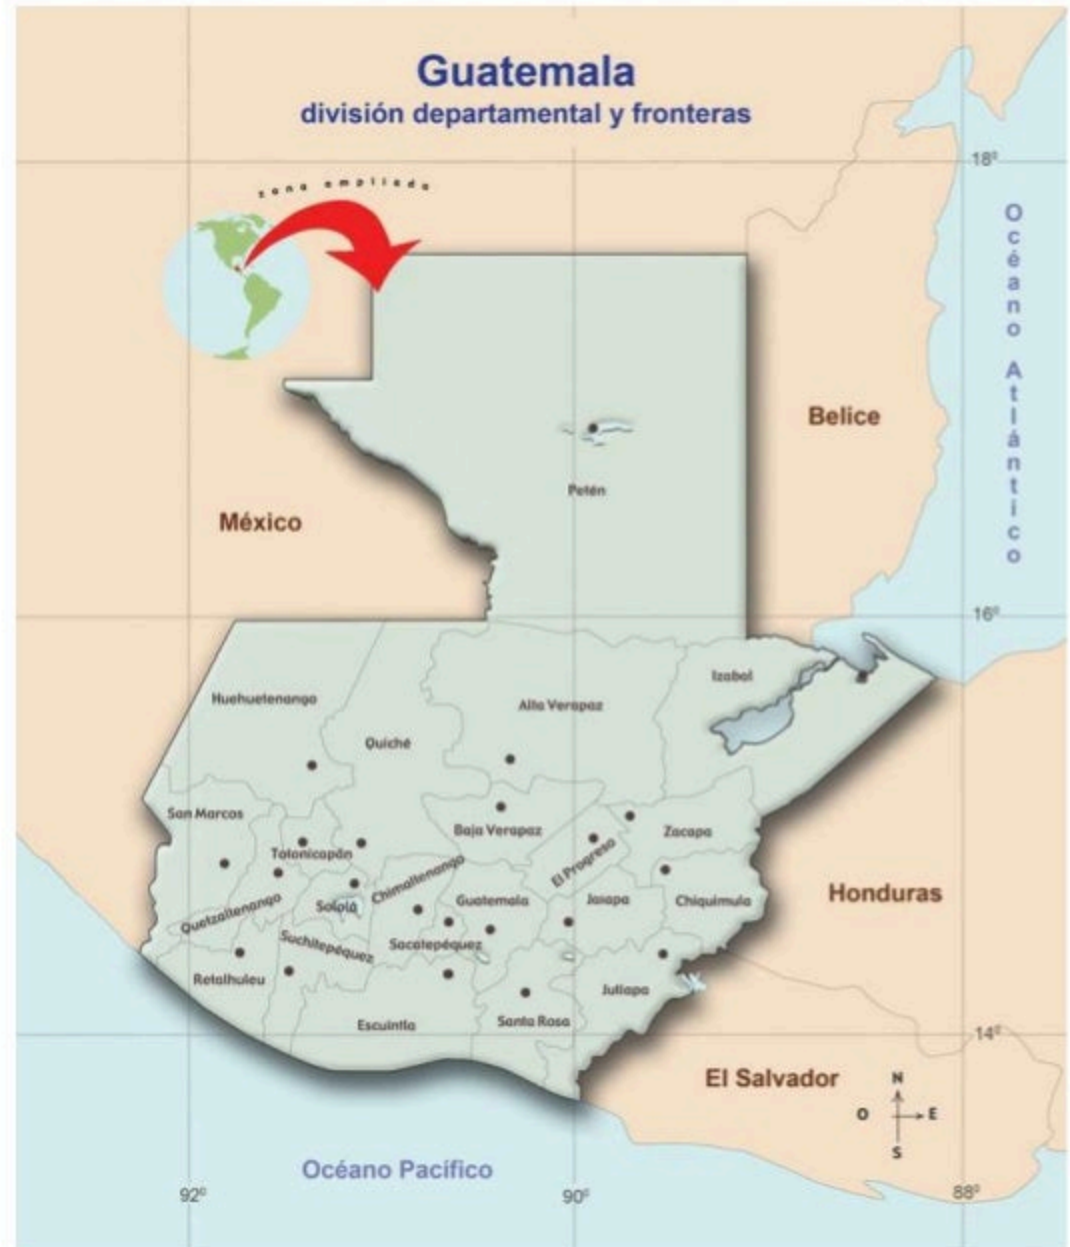 Guatemala
división departamental y fronteras
zona ampliada
18º
Océano Atlántico
Belice
Petén
México
16º
Izabal
Huehuetenango
Alta Verapaz
Quiché
San Marcos
Baja Verapaz
Zacapa
Totonicapán
El Progreso
Chimaltenango
Honduras
Quetzaltenango
Sololá
Guatemala
Jalapa
Chiquimula
Suchitepéquez
Sacatepéquez
Retalhuleu
Jutiapa
Escuintla
Santa Rosa
14º
El Salvador
N
O
E
S
Océano Pacífico
92º
90º
88º